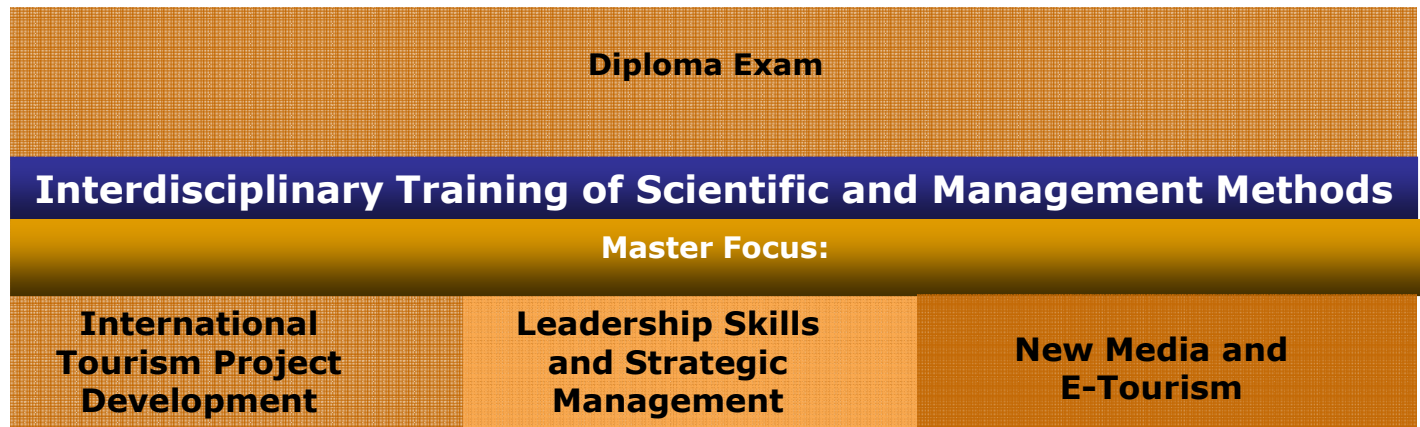 Diploma Exam
Interdisciplinary Training of Scientific and Management Methods
Master Focus:
International
Tourism Project
Development
Leadership Skills
and Strategic
Management
New Media and
E-Tourism